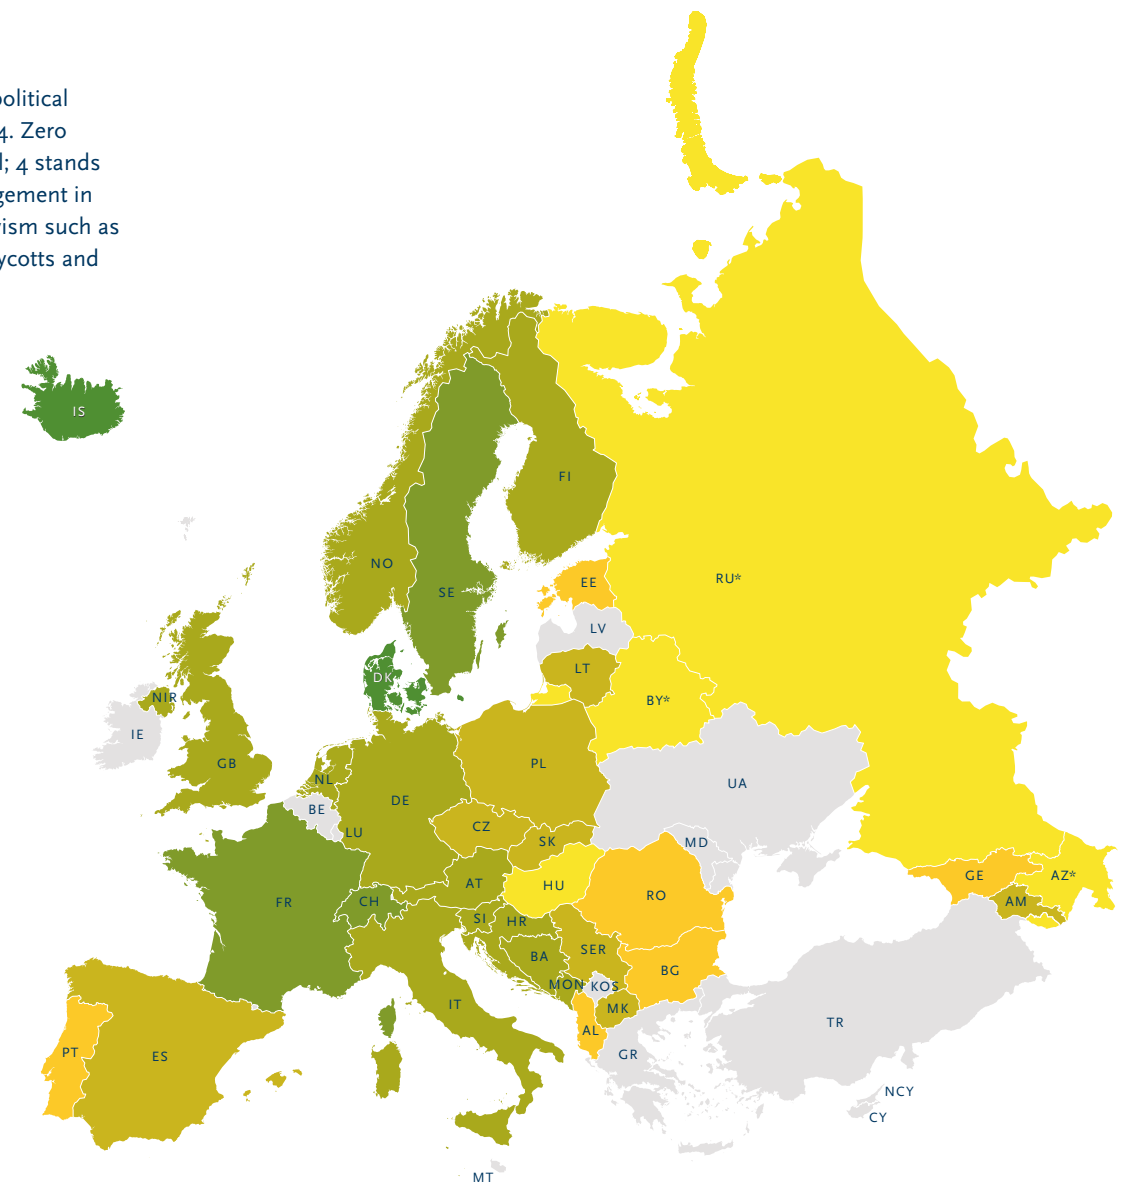 political
4. Zero
; 4 stands
gement in
ism such as
ycotts and
IS
FI
NO
SE
EE
RU*
LV
LT
DK
NIR
BY*
IE
GB
NL
PL
UA
BE
DE
LU
CZ
SK
MD
HU
AT
GE
AZ*
FR
CH
RO
AM
SI
HR
SER
BA
BG
MON
KOS
IT
MK
TR
AL
PT
ES
GR
NCY
CY
MT